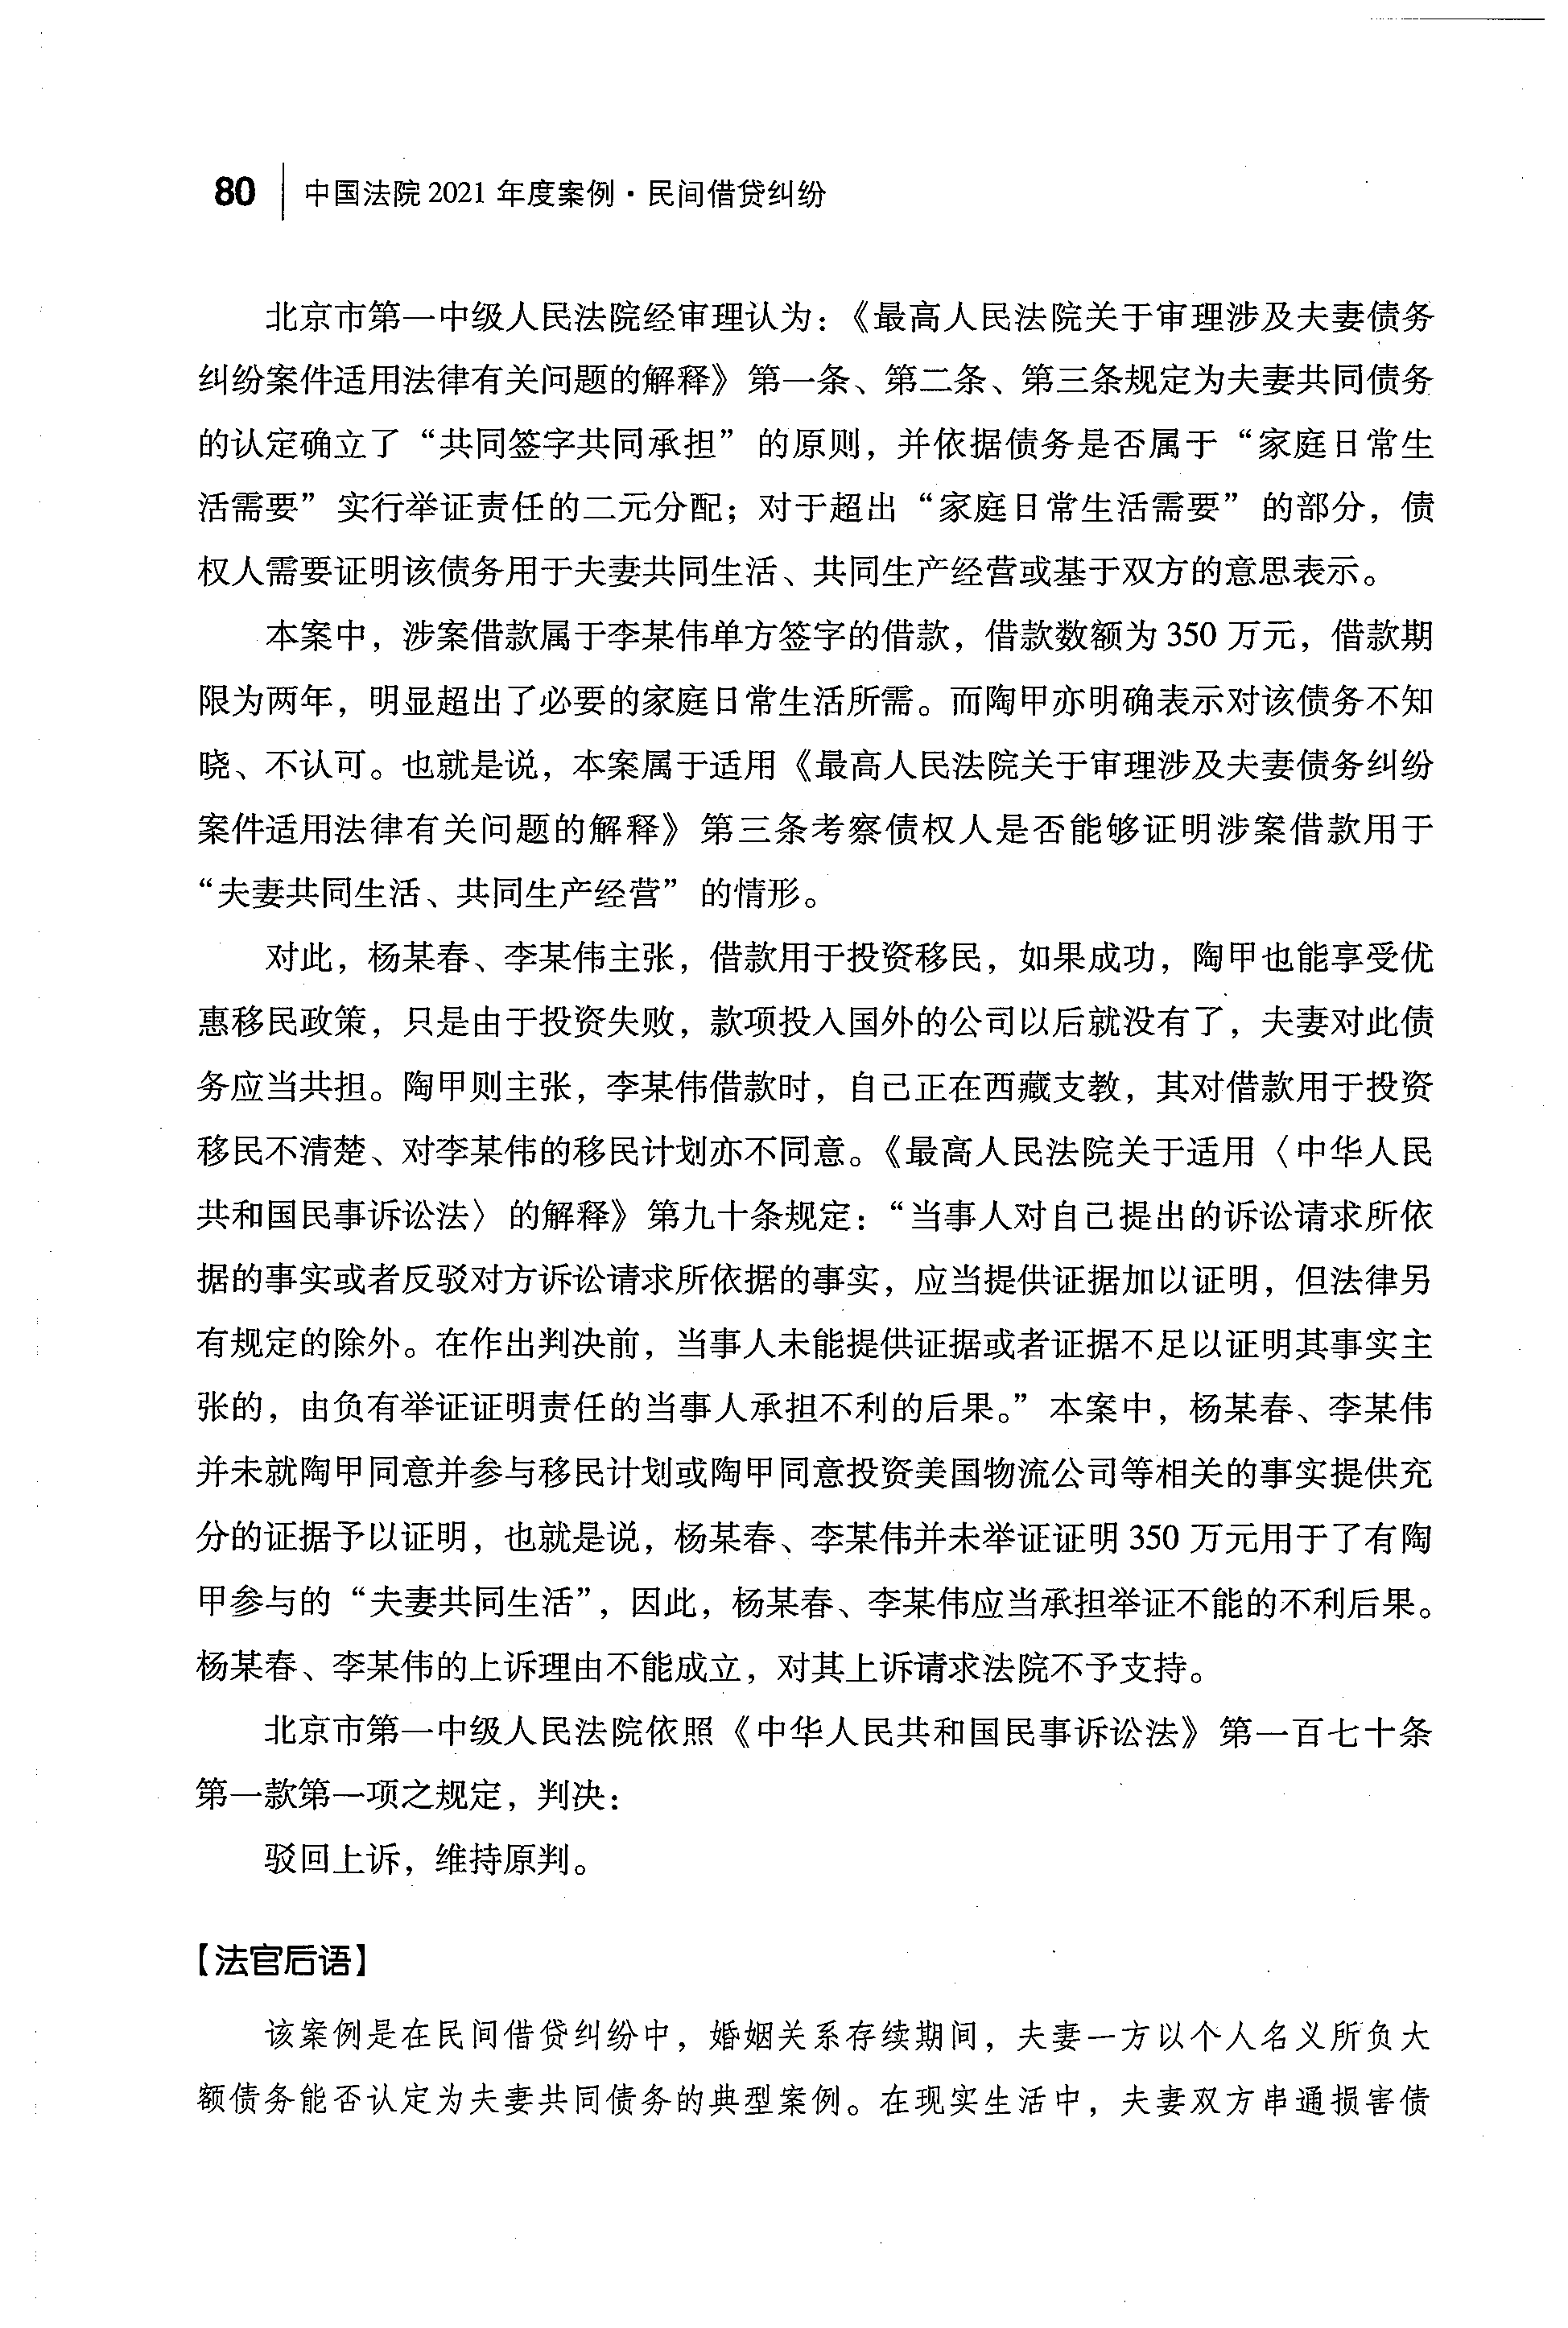 80 中国法院 2021 年度案例·民间借贷纠纷
北京市第一中级人民法院经审理认为：《最高人民法院关于审理涉及夫妻债务
纠纷案件适用法律有关问题的解释》第一条、第二条、第三条规定为夫妻共同债务
的认定确立了“共同签字共同承担”的原则，并依据债务是否属于“家庭日常生
活需要”实行举证责任的二元分配；对于超出“家庭日常生活需要”的部分，债
权人需要证明该债务用于夫妻共同生活、共同生产经营或基于双方的意思表示。
本案中，涉案借款属于李某伟单方签字的借款，借款数额为 350 万元，借款期
限为两年，明显超出了必要的家庭日常生活所需。而陶甲亦明确表示对该债务不知
晓、不认可。也就是说，本案属于适用《最高人民法院关于审理涉及夫妻债务纠纷
案件适用法律有关问题的解释》第三条考察债权人是否能够证明涉案借款用于
“夫妻共同生活、共同生产经营”的情形。
对此，杨某春、李某伟主张，借款用于投资移民，如果成功，陶甲也能享受优
惠移民政策，只是由于投资失败，款项投入国外的公司以后就没有了，夫妻对此债
务应当共担。陶甲则主张，李某伟借款时，自己正在西藏支教，其对借款用于投资
移民不清楚、对李某伟的移民计划亦不同意。《最高人民法院关于适用〈中华人民
共和国民事诉讼法〉的解释》第九十条规定：“当事人对自己提出的诉讼请求所依
据的事实或者反驳对方诉讼请求所依据的事实，应当提供证据加以证明，但法律另
有规定的除外。在作出判决前，当事人未能提供证据或者证据不足以证明其事实主
张的，由负有举证证明责任的当事人承担不利的后果。”本案中，杨某春、李某伟
并未就陶甲同意并参与移民计划或陶甲同意投资美国物流公司等相关的事实提供充
分的证据予以证明，也就是说，杨某春、李某伟并未举证证明 350 万元用于了有陶
甲参与的“夫妻共同生活”，因此，杨某春、李某伟应当承担举证不能的不利后果。
杨某春、李某伟的上诉理由不能成立，对其上诉请求法院不予支持。
北京市第一中级人民法院依照《中华人民共和国民事诉讼法》第一百七十条
第一款第一项之规定，判决：
驳回上诉，维持原判。
【法官后语】
该案例是在民间借贷纠纷中，婚姻关系存续期间，夫妻一方以个人名义所负大
额债务能否认定为夫妻共同债务的典型案例。在现实生活中，夫妻双方串通损害债